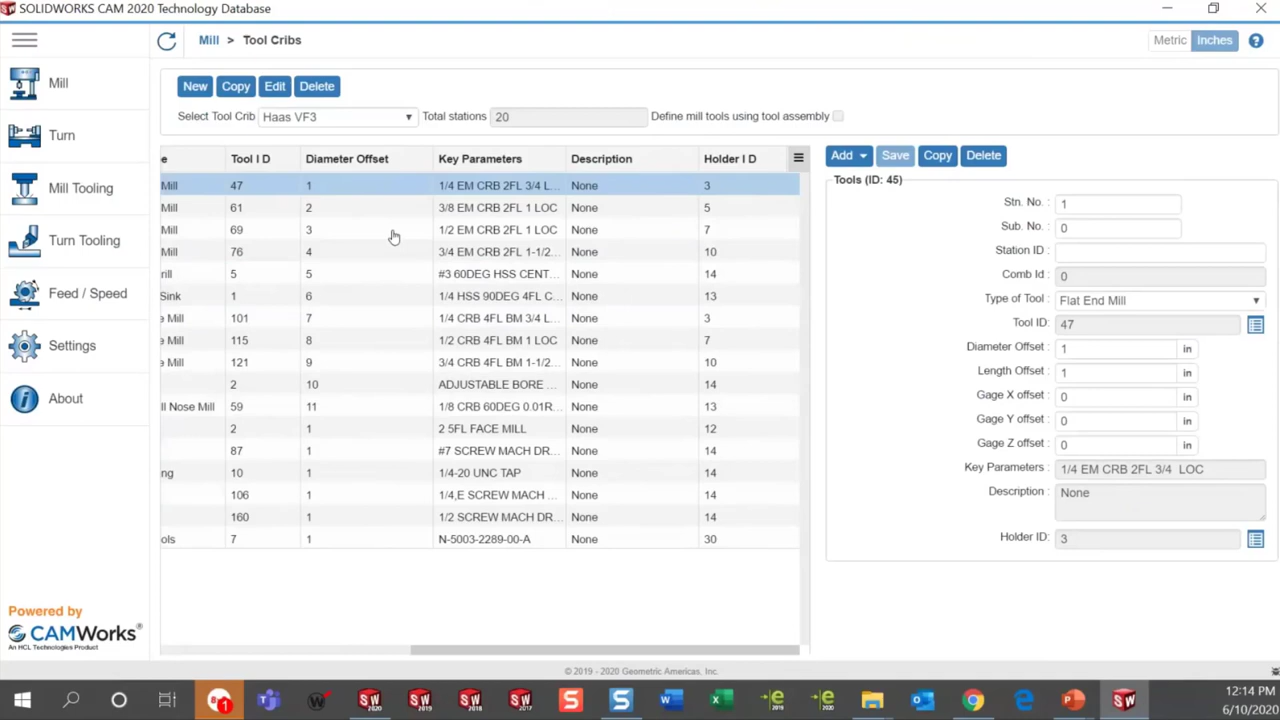 SOLIDWORKS CAM 2020 Technology Database
Mill > Tool Cribs
Metric Inches
Mill
Turn
Mill Tooling
Turn Tooling
Feed / Speed
Settings
About
Powered by
CAMWorks®
An HCL Technologies Product
New Copy Edit Delete
Select Tool Crib Haas VF3 Total stations 20 Define mill tools using tool assembly
e Tool ID Diameter Offset Key Parameters Description Holder ID
Mill 47 1 1/4 EM CRB 2FL 3/4 L... None 3
Mill 61 2 3/8 EM CRB 2FL 1 LOC None 5
Mill 69 3 1/2 EM CRB 2FL 1 LOC None 7
Mill 76 4 3/4 EM CRB 2FL 1-1/2... None 10
rill 5 5 #3 60DEG HSS CENT... None 14
Sink 1 6 1/4 HSS 90DEG 4FL C... None 13
e Mill 101 7 1/4 CRB 4FL BM 3/4 L... None 3
e Mill 115 8 1/2 CRB 4FL BM 1 LOC None 7
e Mill 121 9 3/4 CRB 4FL BM 1-1/2... None 10
2 10 ADJUSTABLE BORE ... None 14
ll Nose Mill 59 11 1/8 CRB 60DEG 0.01R... None 13
2 1 2 5FL FACE MILL None 12
87 1 #7 SCREW MACH DR... None 14
ng 10 1 1/4-20 UNC TAP None 14
106 1 1/4,E SCREW MACH ... None 14
160 1 1/2 SCREW MACH DR... None 14
ols 7 1 N-5003-2289-00-A None 30
Add Save Copy Delete
Tools (ID: 45)
Stn. No. : 1
Sub. No. : 0
Station ID :
Comb Id : 0
Type of Tool : Flat End Mill
Tool ID: 47
Diameter Offset : 1 in
Length Offset : 1 in
Gage X offset : 0 in
Gage Y offset : 0 in
Gage Z offset : 0 in
Key Parameters : 1/4 EM CRB 2FL 3/4 LOC
Description : None
Holder ID: 3
© 2019 - 2020 Geometric Americas, Inc.
12:14 PM
6/10/2020